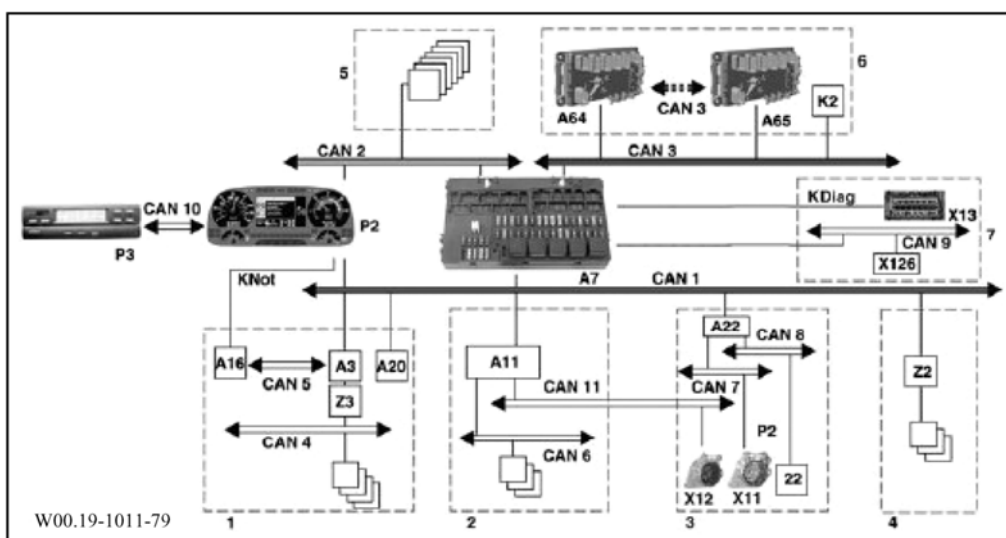 5
6
A64
CAN 3
A65
K2
CAN 2
CAN 3
CAN 10
P3
P2
KDiag
X13
7
CAN 9
X126
KNot
A7
CAN 1
A16
CAN 5
A3
A20
Z3
CAN 4
A11
CAN 11
CAN 6
A22
CAN 8
CAN 7
P2
X12
X11
22
Z2
W00.19-1011-79
1
2
3
4